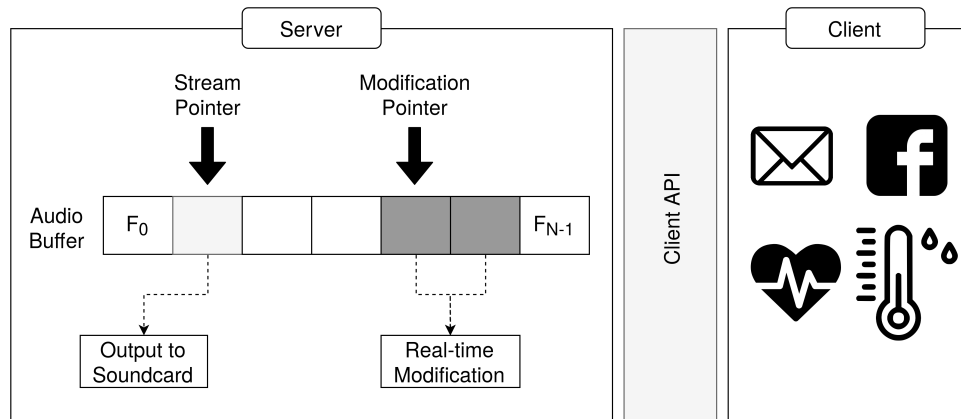 Server
Client
Stream
Pointer
Modification
Pointer
Audio
Buffer
F0
FN-1
Client API
Output to
Soundcard
Real-time
Modification